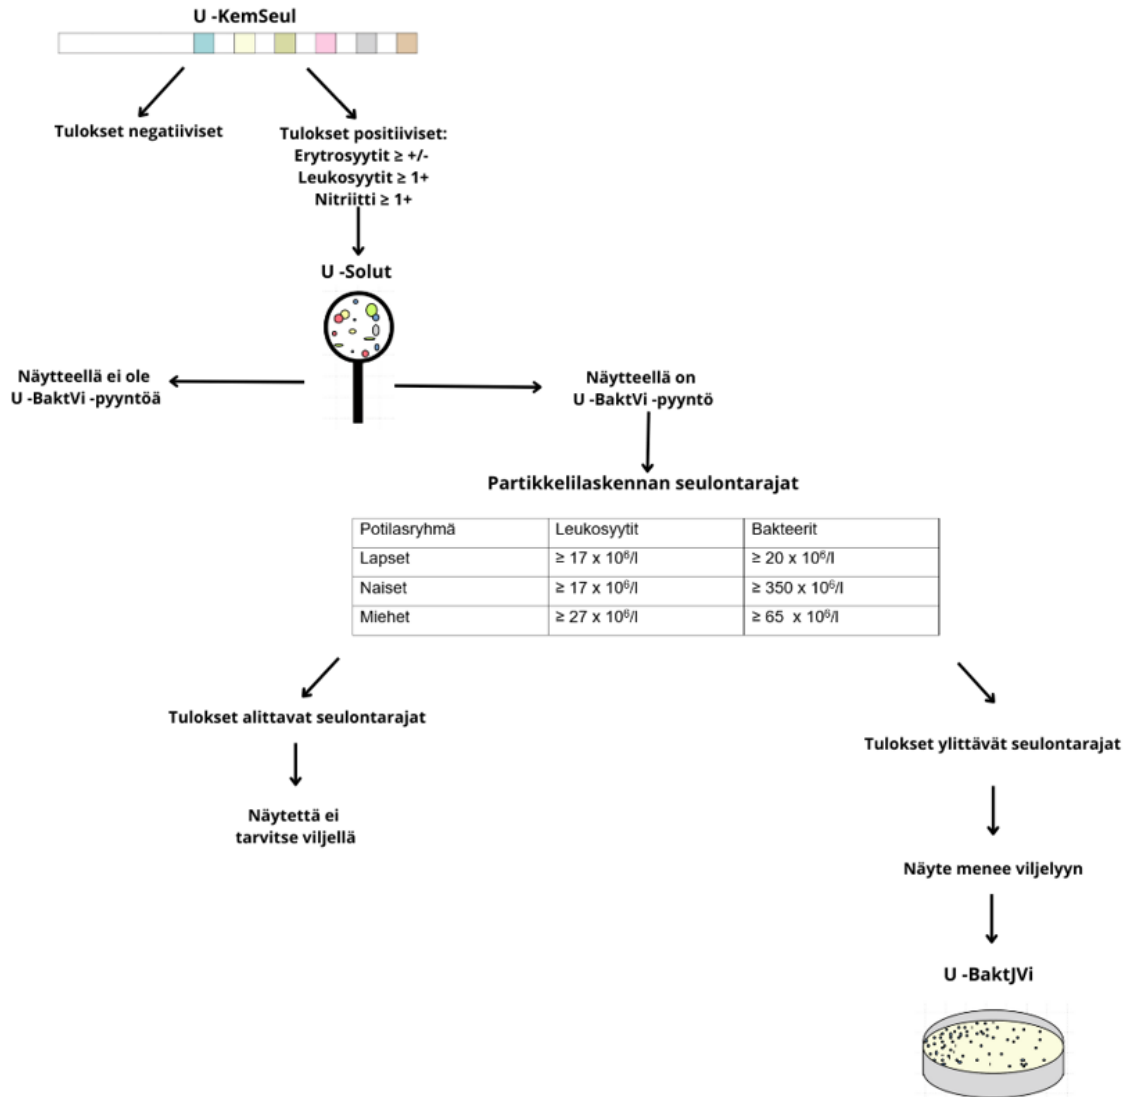 U -KemSeul
Tulokset negatiiviset
Tulokset positiiviset:
Erytrosyytit ≥ +/-
Leukosyytit ≥ 1+
Nitriitti ≥ 1+
U -Solut
Näytteellä ei ole
U -BaktVi -pyyntöä
Näytteellä on
U -BaktVi -pyyntö
Partikkelilaskennan seulontarajat
Potilasryhmä Leukosyytit Bakteerit
Lapset ≥ 17 x 10⁶/l ≥ 20 x 10⁶/l
Naiset ≥ 17 x 10⁶/l ≥ 350 x 10⁶/l
Miehet ≥ 27 x 10⁶/l ≥ 65 x 10⁶/l
Tulokset alittavat seulontarajat
Näytettä ei
tarvitse viljellä
Tulokset ylittävät seulontarajat
Näyte menee viljelyyn
U -BaktJVi